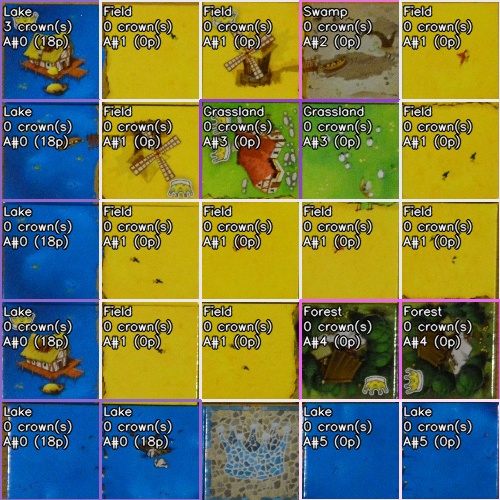 Lake
3 crown(s)
A#0 (18p)
Field
0 crown(s)
A#1 (0p)
Field
0 crown(s)
A#1 (0p)
Swamp
0 crown(s)
A#2 (0p)
Field
0 crown(s)
A#1 (0p)
Lake
0 crown(s)
A#0 (18p)
Field
0 crown(s)
A#1 (0p)
Grassland
0 crown(s)
A#3 (0p)
Grassland
0 crown(s)
A#3 (0p)
Field
0 crown(s)
A#1 (0p)
Lake
0 crown(s)
A#0 (18p)
Field
0 crown(s)
A#1 (0p)
Field
0 crown(s)
A#1 (0p)
Field
0 crown(s)
A#1 (0p)
Field
0 crown(s)
A#1 (0p)
Lake
0 crown(s)
A#0 (18p)
Field
0 crown(s)
A#1 (0p)
Field
0 crown(s)
A#1 (0p)
Forest
0 crown(s)
A#4 (0p)
Forest
0 crown(s)
A#4 (0p)
Lake
0 crown(s)
A#0 (18p)
Lake
0 crown(s)
A#0 (18p)
Lake
0 crown(s)
A#5 (0p)
Lake
0 crown(s)
A#5 (0p)